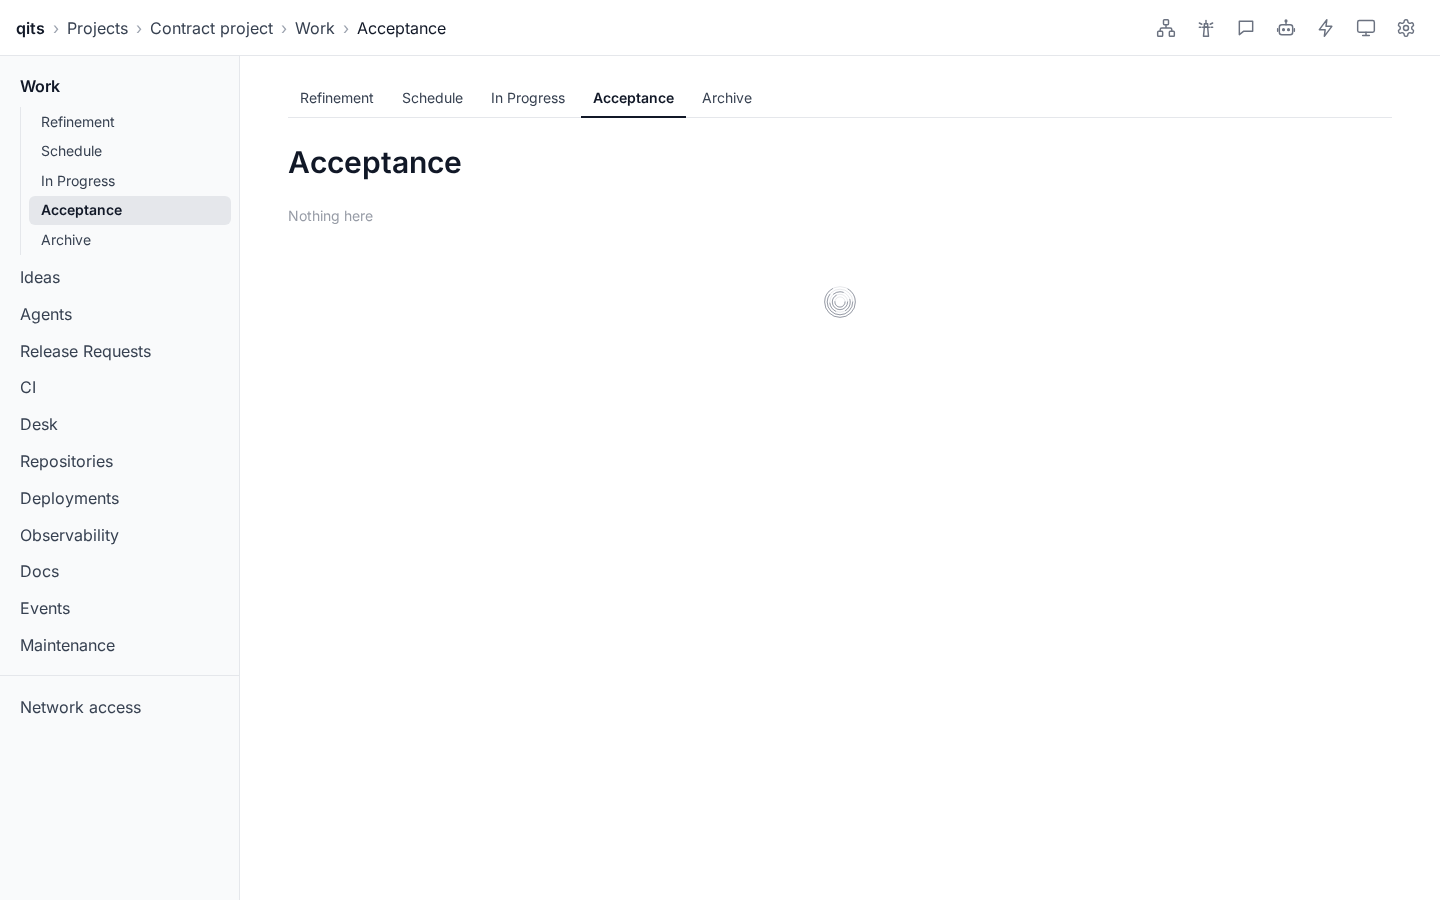 qits › Projects › Contract project › Work › Acceptance
Work
Refinement
Schedule
In Progress
Acceptance
Archive
Ideas
Agents
Release Requests
CI
Desk
Repositories
Deployments
Observability
Docs
Events
Maintenance
Network access
Refinement Schedule In Progress Acceptance Archive
Acceptance
Nothing here